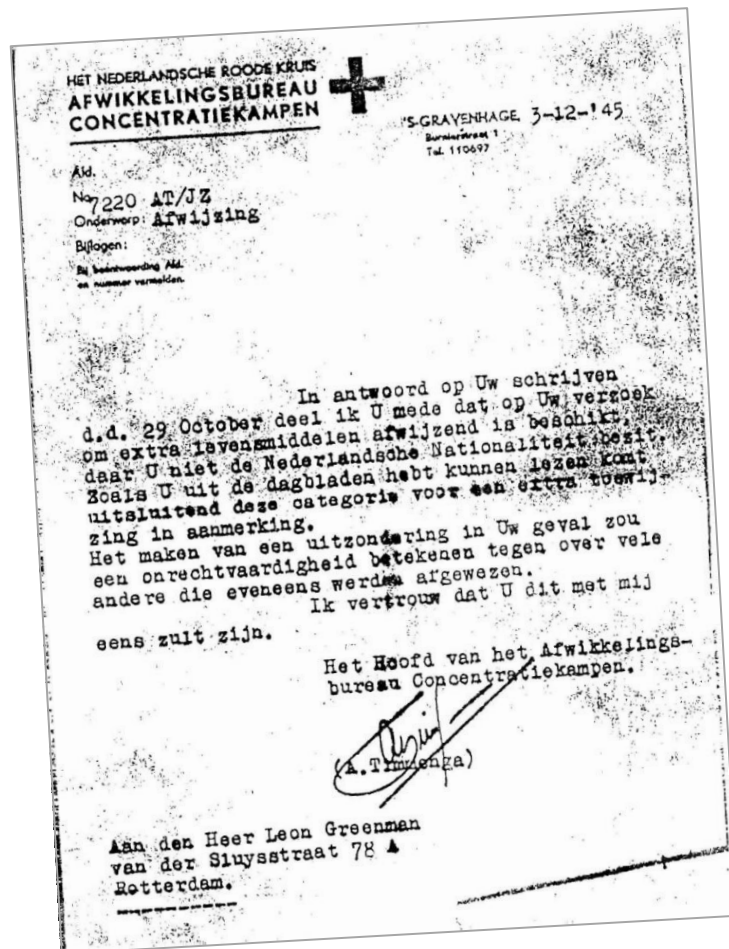 HET NEDERLANDSCHE ROODE KRUIS
AFWIKKELINGSBUREAU
CONCENTRATIEKAMPEN
'S-GRAVENHAGE, 3-12-'45
Burnierstraat 1
Tel. 110697
Afd.
No 7220 AT/JZ
Onderwerp: Afwijzing
Bijlagen:
Bij beantwoording Afd.
en nummer vermelden.
In antwoord op Uw schrijven
d.d. 29 October deel ik U mede dat op Uw verzoek
om extra levensmiddelen afwijzend is beschikt,
daar U niet de Nederlandsche Nationaliteit bezit.
Zoals U uit de dagbladen hebt kunnen lezen komt
uitsluitend deze categorie voor een extra toewij-
zing in aanmerking.
Het maken van een uitzondering in Uw geval zou
een onrechtvaardigheid betekenen tegen over vele
andere die eveneens werden afgewezen.
Ik vertrouw dat U dit met mij
eens zult zijn.
Het Hoofd van het Afwikkelings-
bureau Concentratiekampen.
(A.Timmenga)
Aan den Heer Leon Greenman
van der Sluysstraat 78 A
Rotterdam.